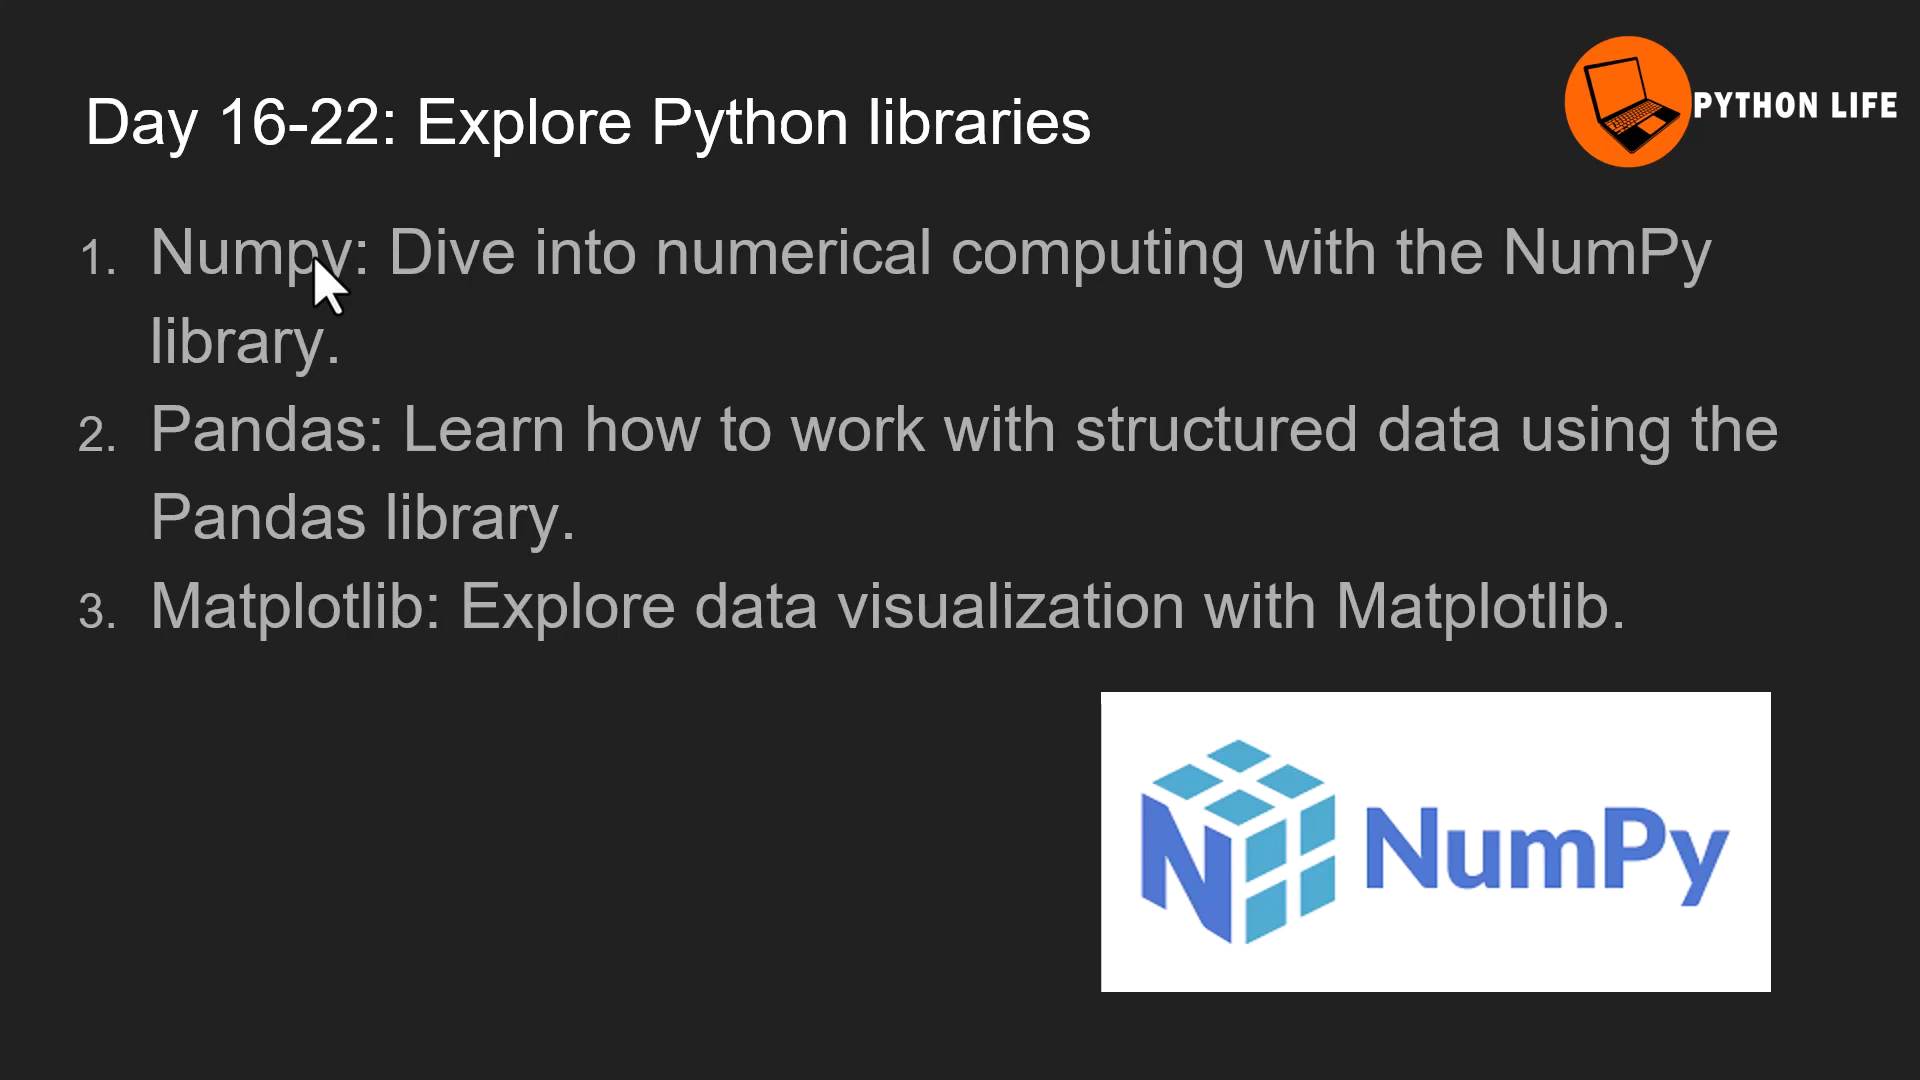 Day 16-22: Explore Python libraries
PYTHON LIFE
1. Numpy: Dive into numerical computing with the NumPy
library.
2. Pandas: Learn how to work with structured data using the
Pandas library.
3. Matplotlib: Explore data visualization with Matplotlib.
NumPy